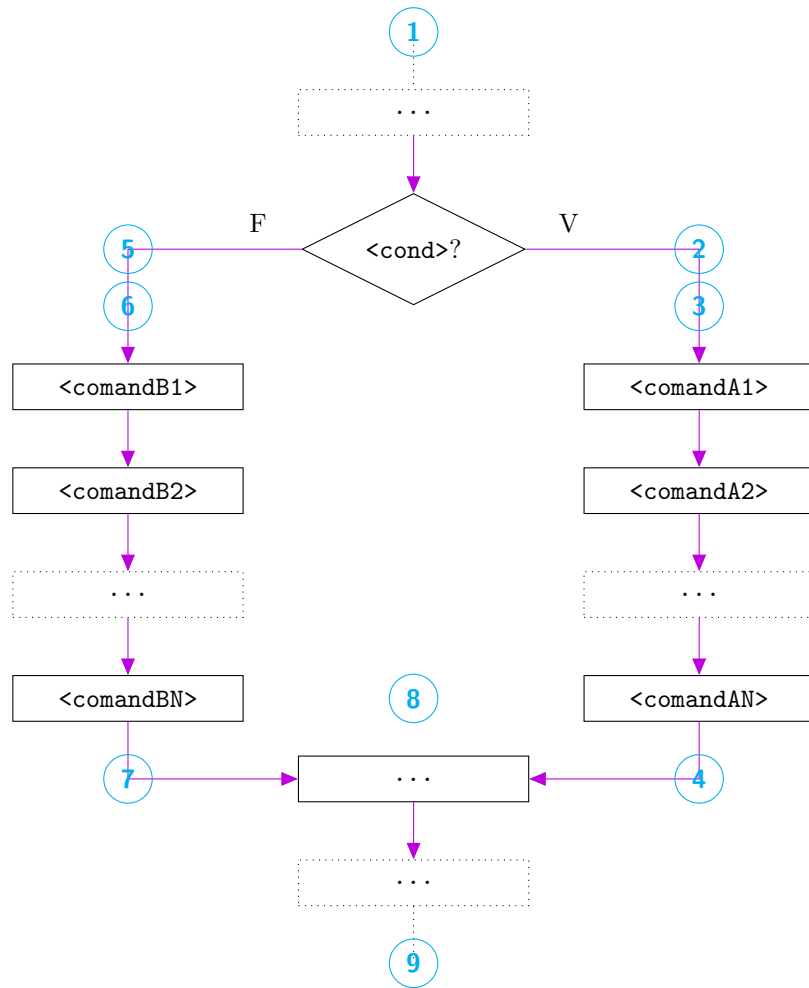 1
...
F
V
<cond>?
5
2
6
3
<comandB1>
<comandA1>
<comandB2>
<comandA2>
...
...
<comandBN>
8
<comandAN>
7
...
4
...
9